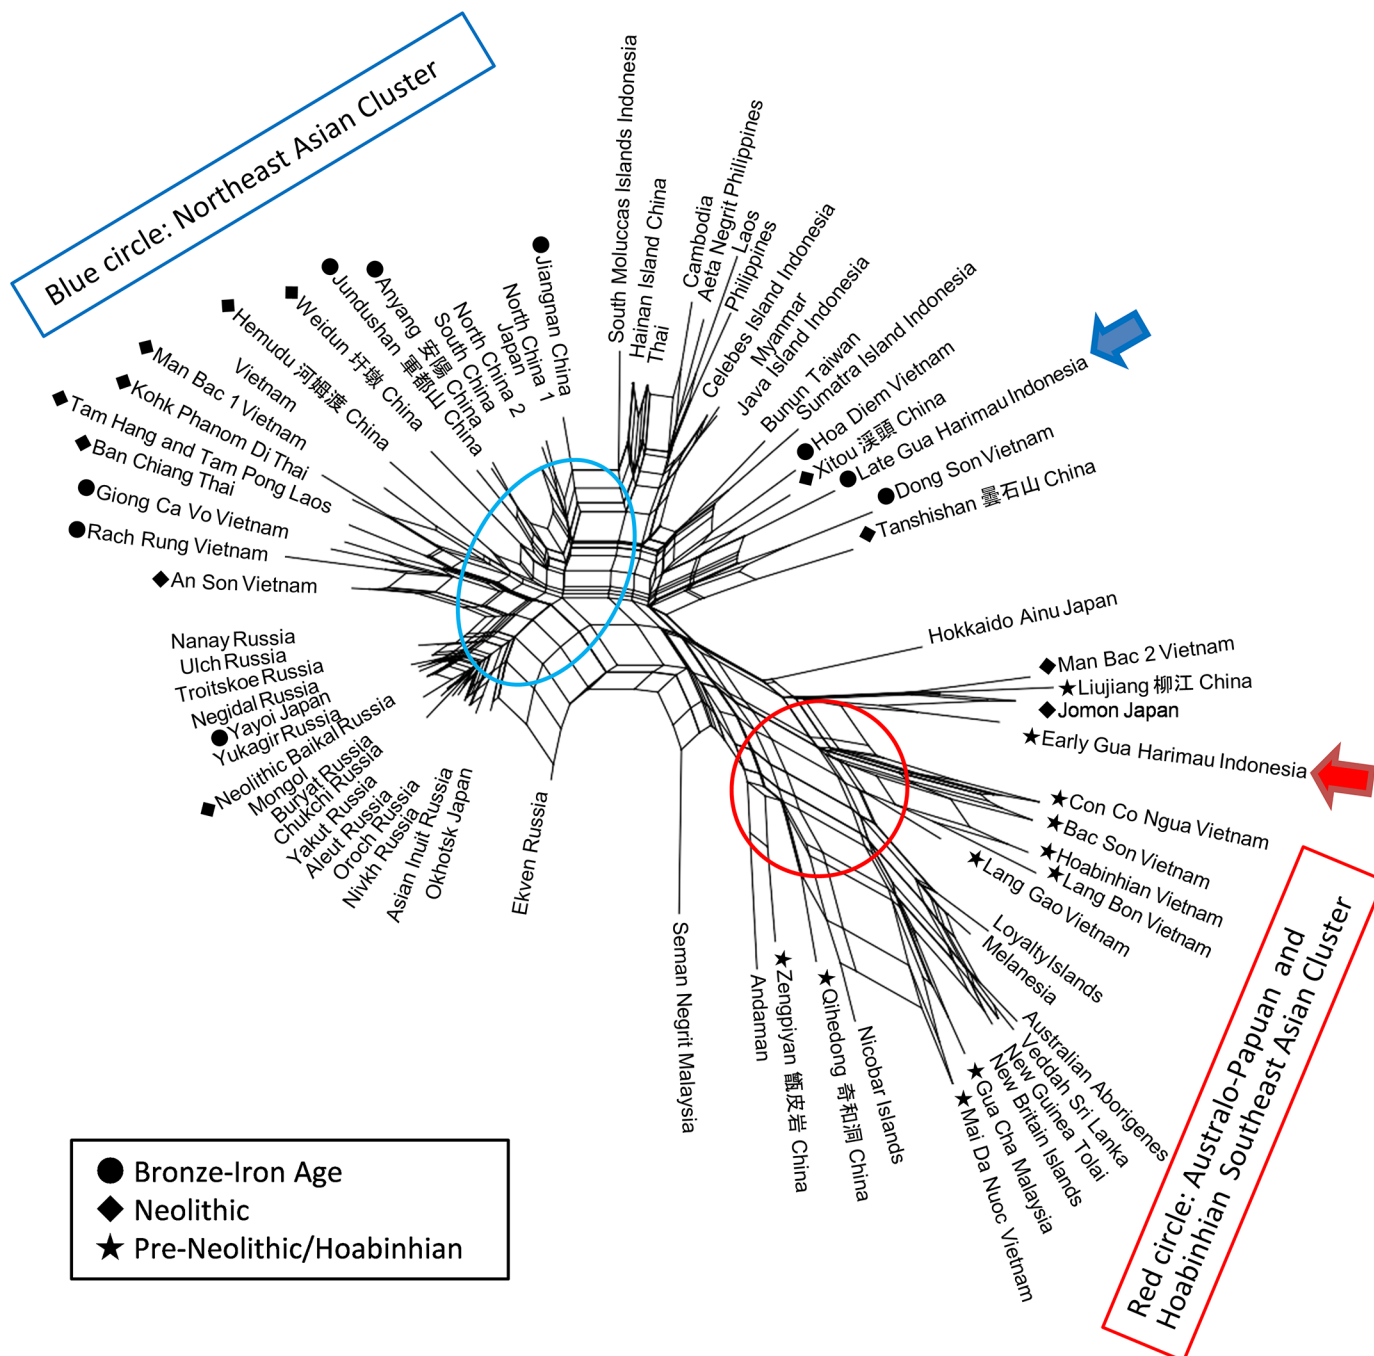 Blue circle: Northeast Asian Cluster
South Moluccas Islands Indonesia
Hainan Island China
Thai
Cambodia
Aeta Negrit Philippines
Laos
Philippines
Celebes Island Indonesia
Myanmar
Java Island Indonesia
Bunun Taiwan
Sumatra Island Indonesia
Hoa Diem Vietnam
Xitou 渓頭 China
Late Gua Harimau Indonesia
Dong Son Vietnam
Tanshishan 曇石山 China
Hokkaido Ainu Japan
Man Bac 2 Vietnam
Liujiang 柳江 China
Jomon Japan
Early Gua Harimau Indonesia
Con Co Ngua Vietnam
Bac Son Vietnam
Hoabinhian Vietnam
Lang Bon Vietnam
Lang Gao Vietnam
Loyalty Islands
Melanesia
Australian Aborigenes
Veddah Sri Lanka
New Guinea Tolai
New Britain Islands
Gua Cha Malaysia
Mai Da Nuoc Vietnam
Nicobar Islands
Qihedong 奇和洞 China
Zengpiyan 甑皮岩 China
Andaman
Seman Negrit Malaysia
Ekven Russia
Okhotsk Japan
Asian Inuit Russia
Nivkh Russia
Oroch Russia
Aleut Russia
Yakut Russia
Chukchi Russia
Buryat Russia
Mongol
Neolithic Baikal Russia
Yukagir Russia
Yayoi Japan
Negidal Russia
Troitskoe Russia
Ulch Russia
Nanay Russia
An Son Vietnam
Rach Rung Vietnam
Giong Ca Vo Vietnam
Ban Chiang Thai
Tam Hang and Tam Pong Laos
Kohk Phanom Di Thai
Man Bac 1 Vietnam
Vietnam
Hemudu 河姆渡 China
Weidun 圩墩 China
Jundushan 軍都山 China
Anyang 安陽 China
South China
North China 2
Japan
North China 1
Jiangnan China
Red circle: Australo-Papuan and
Hoabinhian Southeast Asian Cluster
Bronze-Iron Age
Neolithic
Pre-Neolithic/Hoabinhian